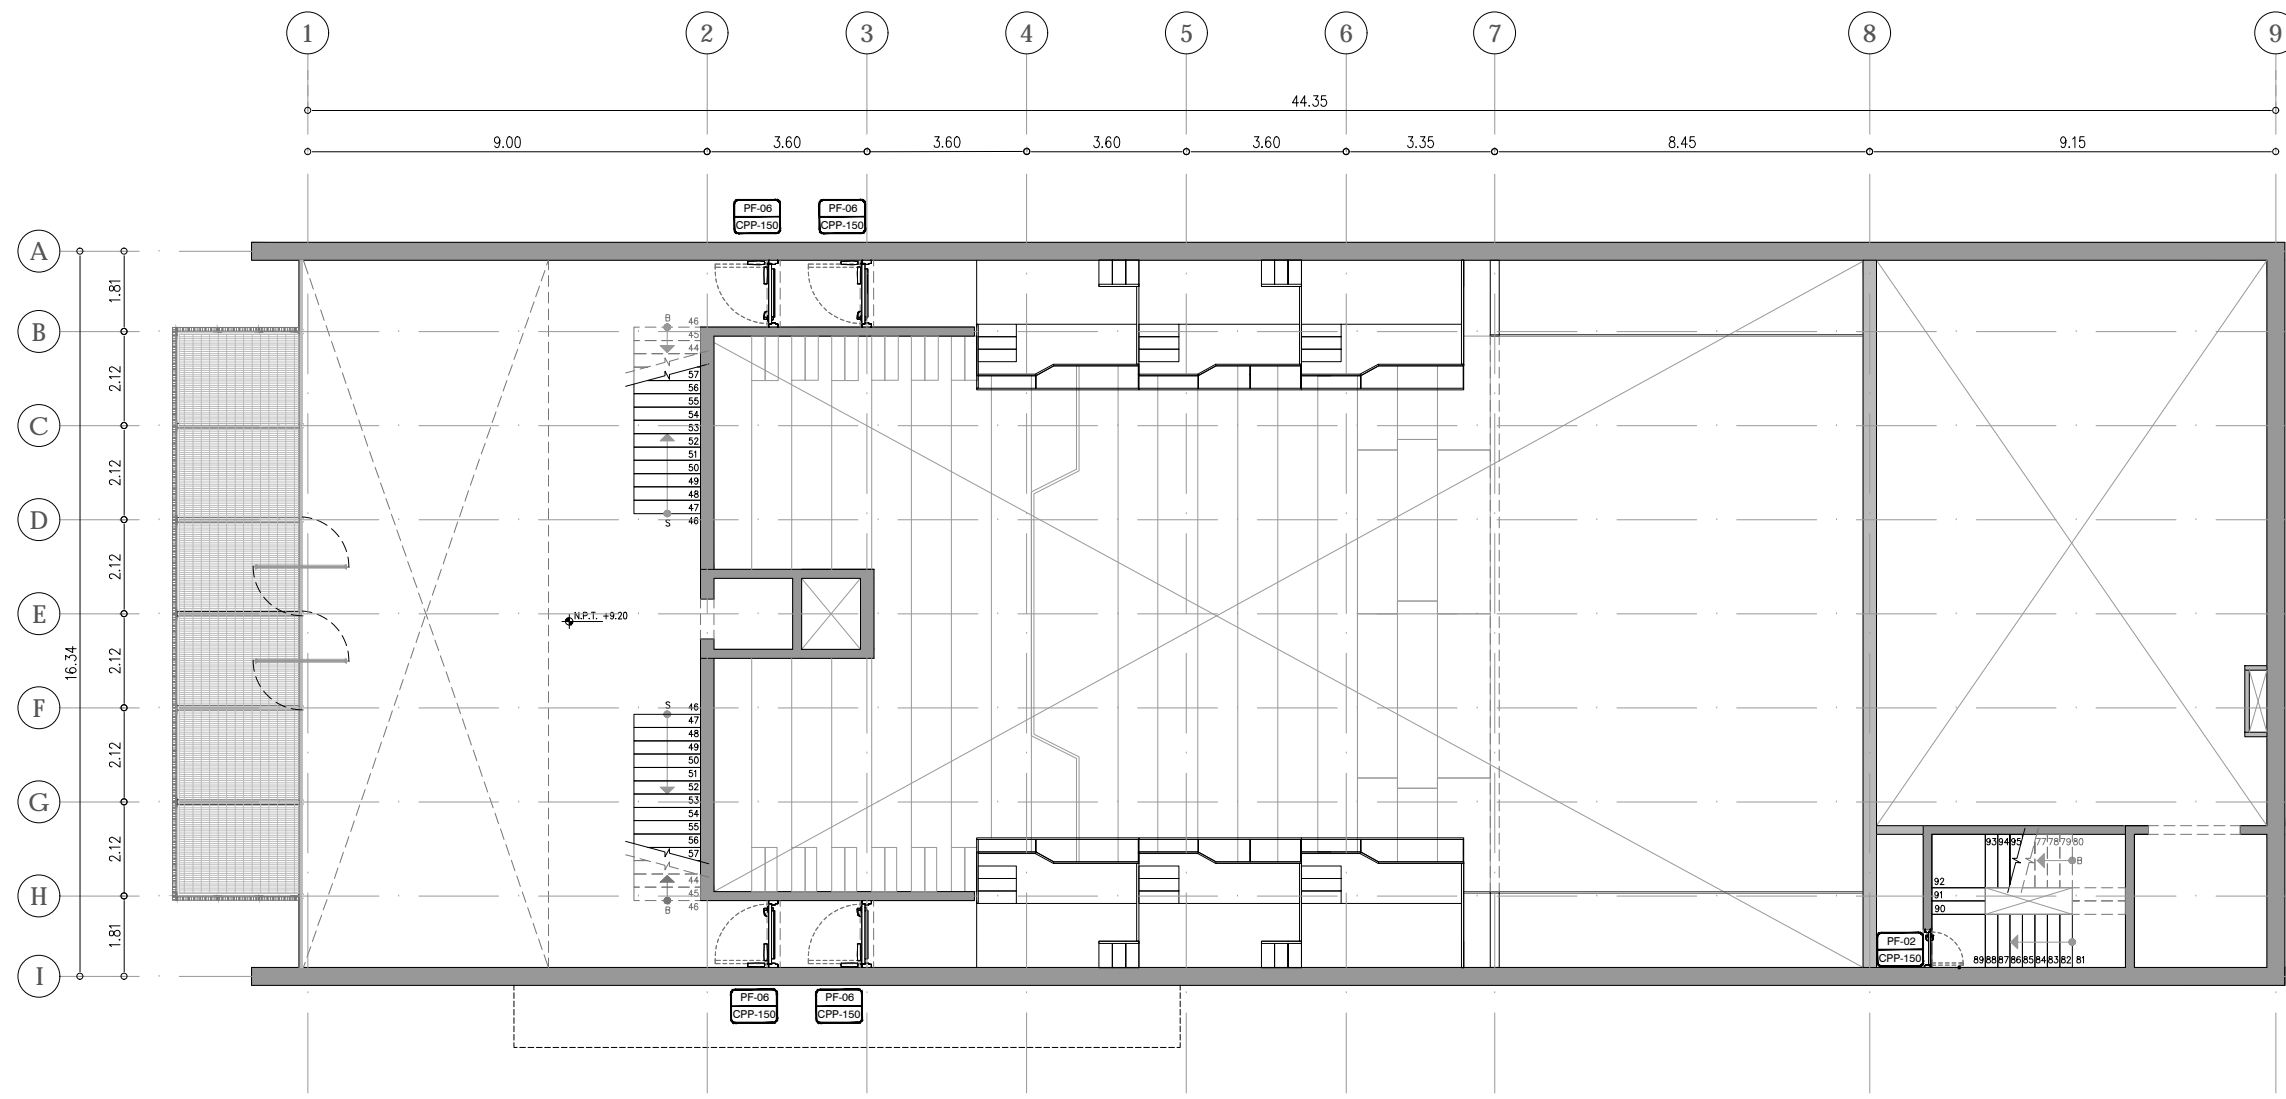 1 2 3 4 5 6 7 8 9
44.35
9.00 3.60 3.60 3.60 3.60 3.35 8.45 9.15
PF-06 PF-06
CPP-150 CPP-150
A
1.81
B
2.12
C
2.12
D
2.12
E
16.34
2.12
F
2.12
G
2.12
H
1.81
I
B
46
45
44
57
56
55
54
53
52
51
50
49
48
47
S
46
N.P.T. +9.20
S
46
47
48
49
50
51
52
53
54
55
56
57
44
45
B
46
93 94 95 77 78 79 80
B
92
91
90
PF-02
CPP-150
89 88 87 86 85 84 83 82 81
PF-06 PF-06
CPP-150 CPP-150